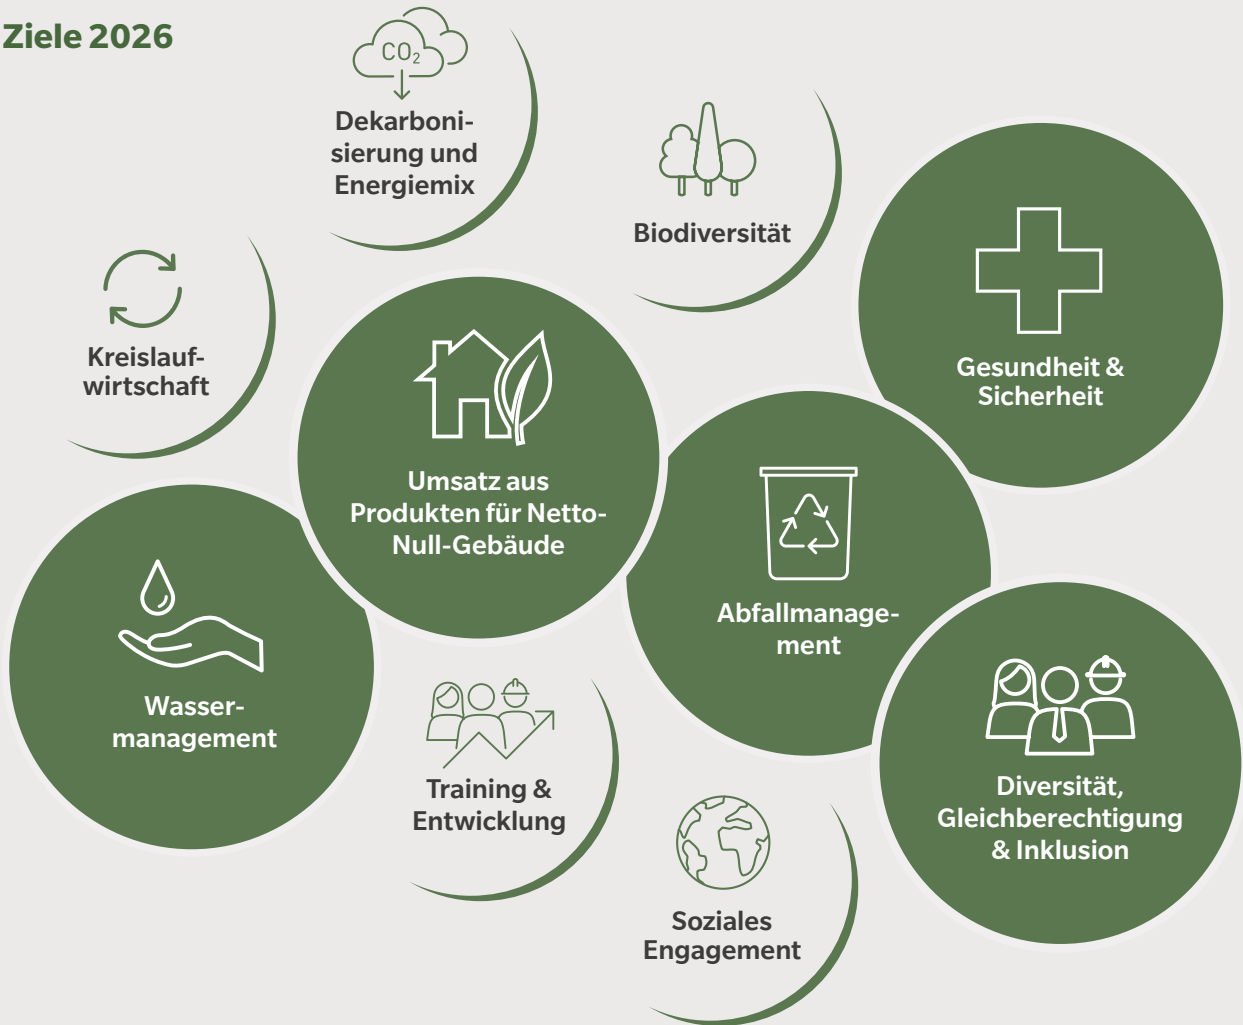 Ziele 2026
CO₂
Dekarboni-
sierung und
Energiemix
Biodiversität
Gesundheit &
Sicherheit
Kreislauf-
wirtschaft
Umsatz aus
Produkten für Netto-
Null-Gebäude
Abfallmanage-
ment
Wasser-
management
Training &
Entwicklung
Diversität,
Gleichberechtigung
& Inklusion
Soziales
Engagement